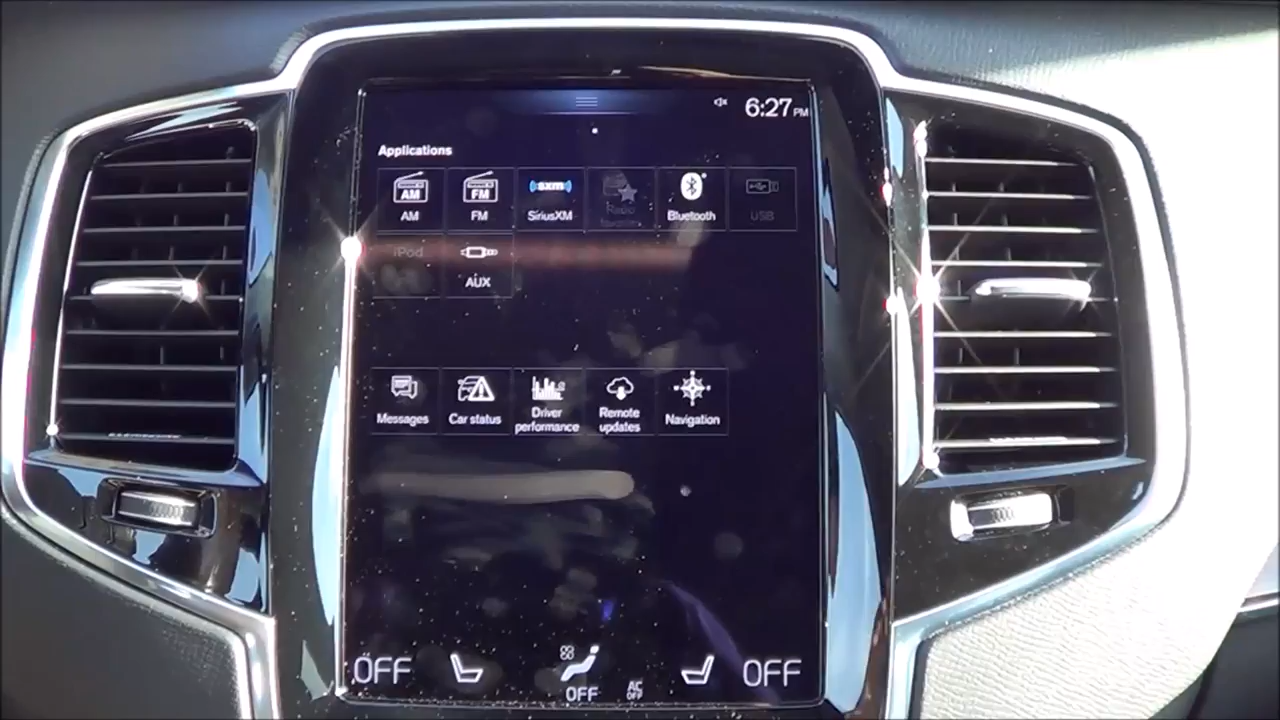 6:27 PM
Applications
AM FM sxm
AM FM SiriusXM Radio Bluetooth USB
iPod AUX
Messages Car status Driver performance Remote updates Navigation
OFF OFF AC OFF OFF